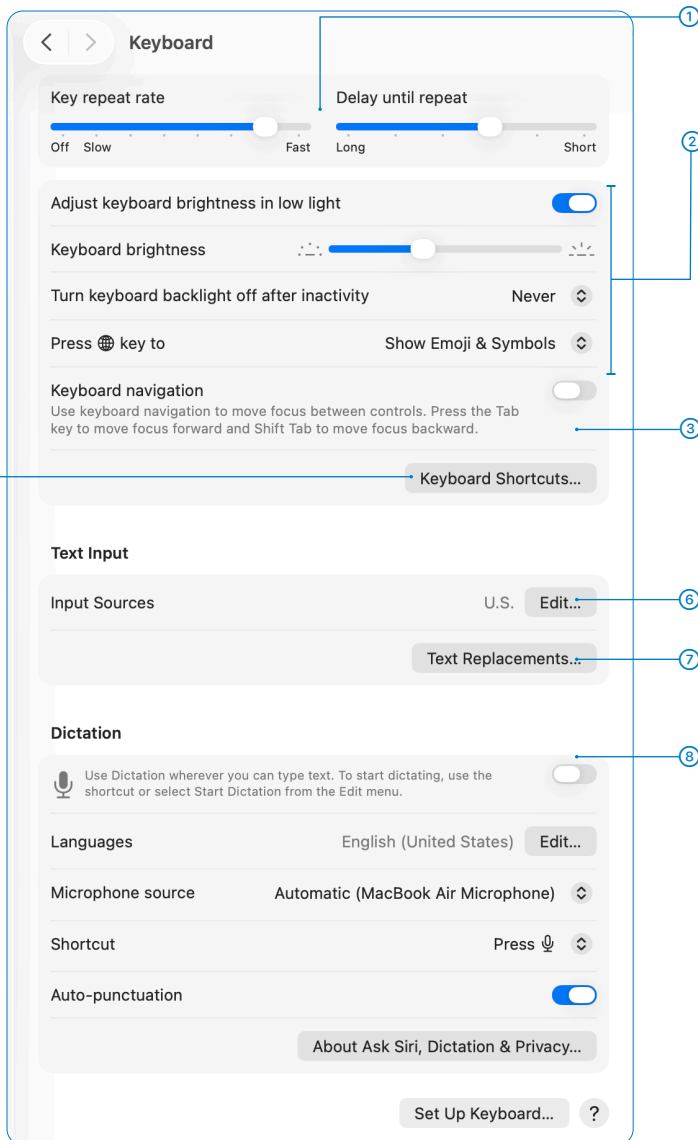 Keyboard
1
Key repeat rate
Delay until repeat
Off Slow Fast
Long Short
2
Adjust keyboard brightness in low light
Keyboard brightness
Turn keyboard backlight off after inactivity Never
Press key to Show Emoji & Symbols
Keyboard navigation
Use keyboard navigation to move focus between controls. Press the Tab
key to move focus forward and Shift Tab to move focus backward.
3
Keyboard Shortcuts...
Text Input
Input Sources U.S. Edit...
6
Text Replacements...
7
Dictation
8
Use Dictation wherever you can type text. To start dictating, use the
shortcut or select Start Dictation from the Edit menu.
Languages English (United States) Edit...
Microphone source Automatic (MacBook Air Microphone)
Shortcut Press
Auto-punctuation
About Ask Siri, Dictation & Privacy...
Set Up Keyboard... ?